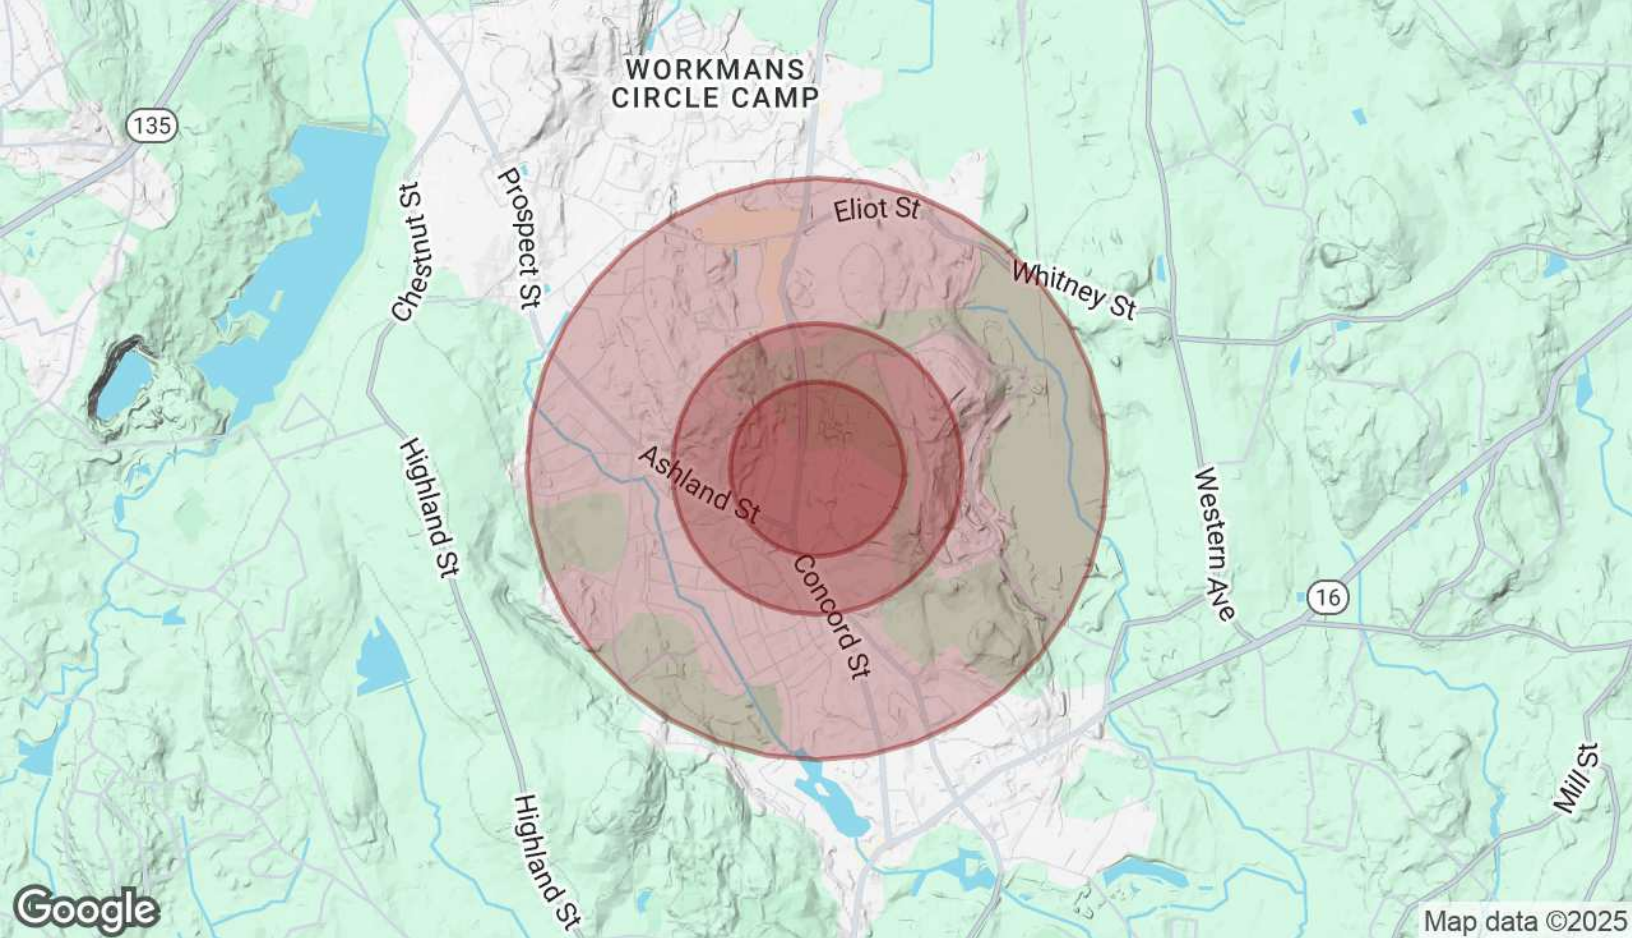 WORKMANS
CIRCLE CAMP
135
Prospect St
Chestnut St
Eliot St
Whitney St
Highland St
Ashland St
Concord St
Western Ave
16
Mill St
Highland St
Google
Map data ©2025